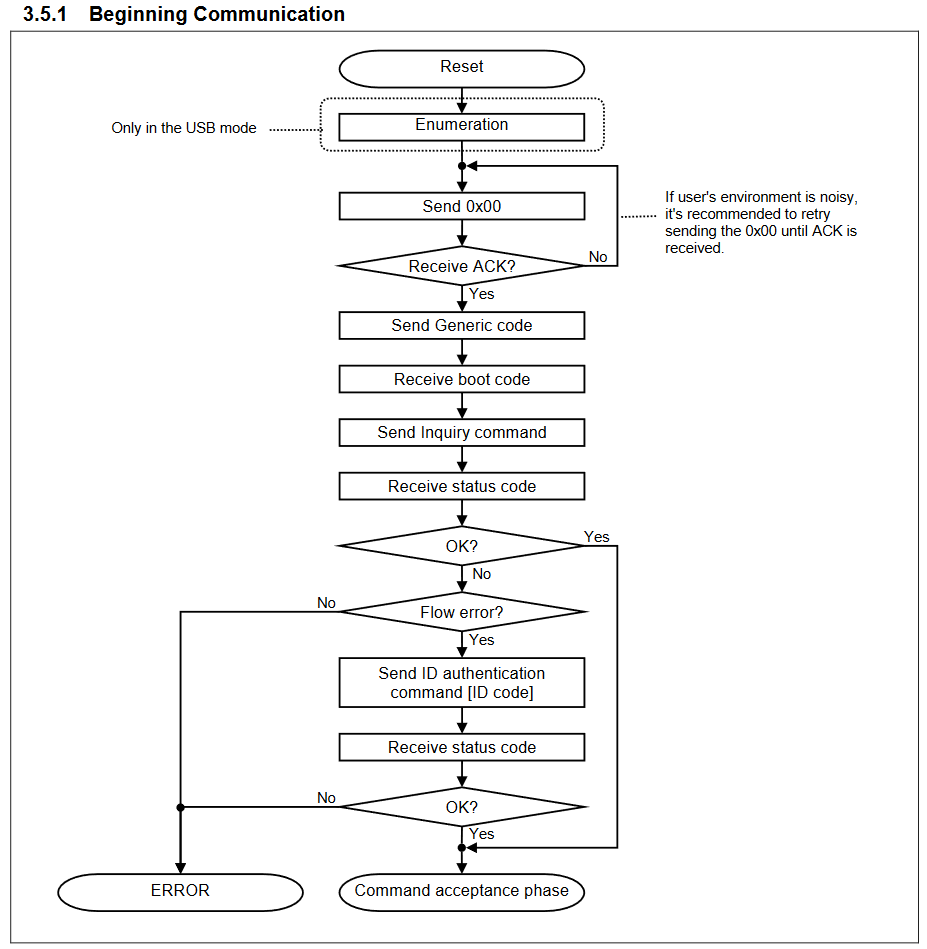 3.5.1 Beginning Communication
Reset
Only in the USB mode
Enumeration
Send 0x00
If user's environment is noisy,
it's recommended to retry
sending the 0x00 until ACK is
received.
Receive ACK?
No
Yes
Send Generic code
Receive boot code
Send Inquiry command
Receive status code
OK?
Yes
No
Flow error?
No
Yes
Send ID authentication
command [ID code]
Receive status code
OK?
No
Yes
ERROR
Command acceptance phase